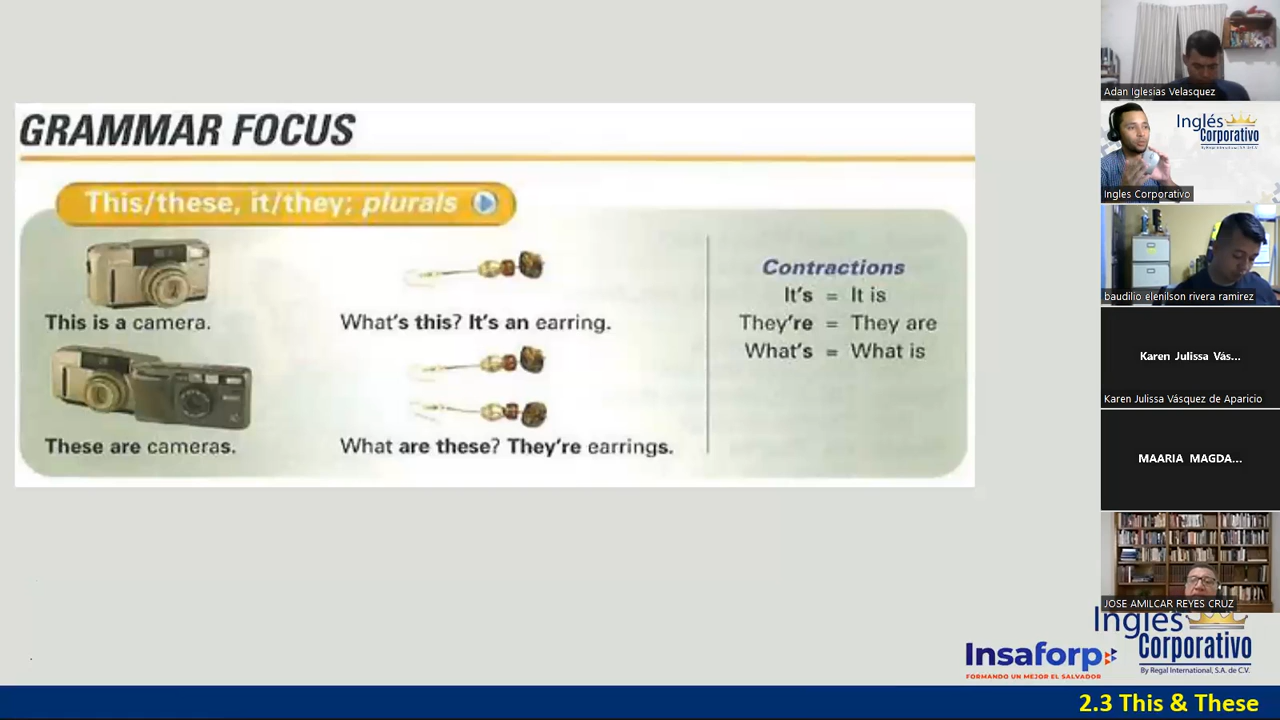 GRAMMAR FOCUS
This/these, it/they; plurals
This is a camera.
What's this? It's an earring.
These are cameras.
What are these? They're earrings.
Contractions
It's = It is
They're = They are
What's = What is
Adan Iglesias Velasquez
Inglés
Corporativo
By Regal International, S.A. de C.V.
Ingles Corporativo
baudilio elenilson rivera ramirez
Karen Julissa Vás...
Karen Julissa Vásquez de Aparicio
MAARIA MAGDA...
JOSE AMILCAR REYES CRUZ
Inglés
Corporativo
By Regal International, S.A. de C.V.
Insaforp
FORMANDO UN MEJOR EL SALVADOR
2.3 This & These